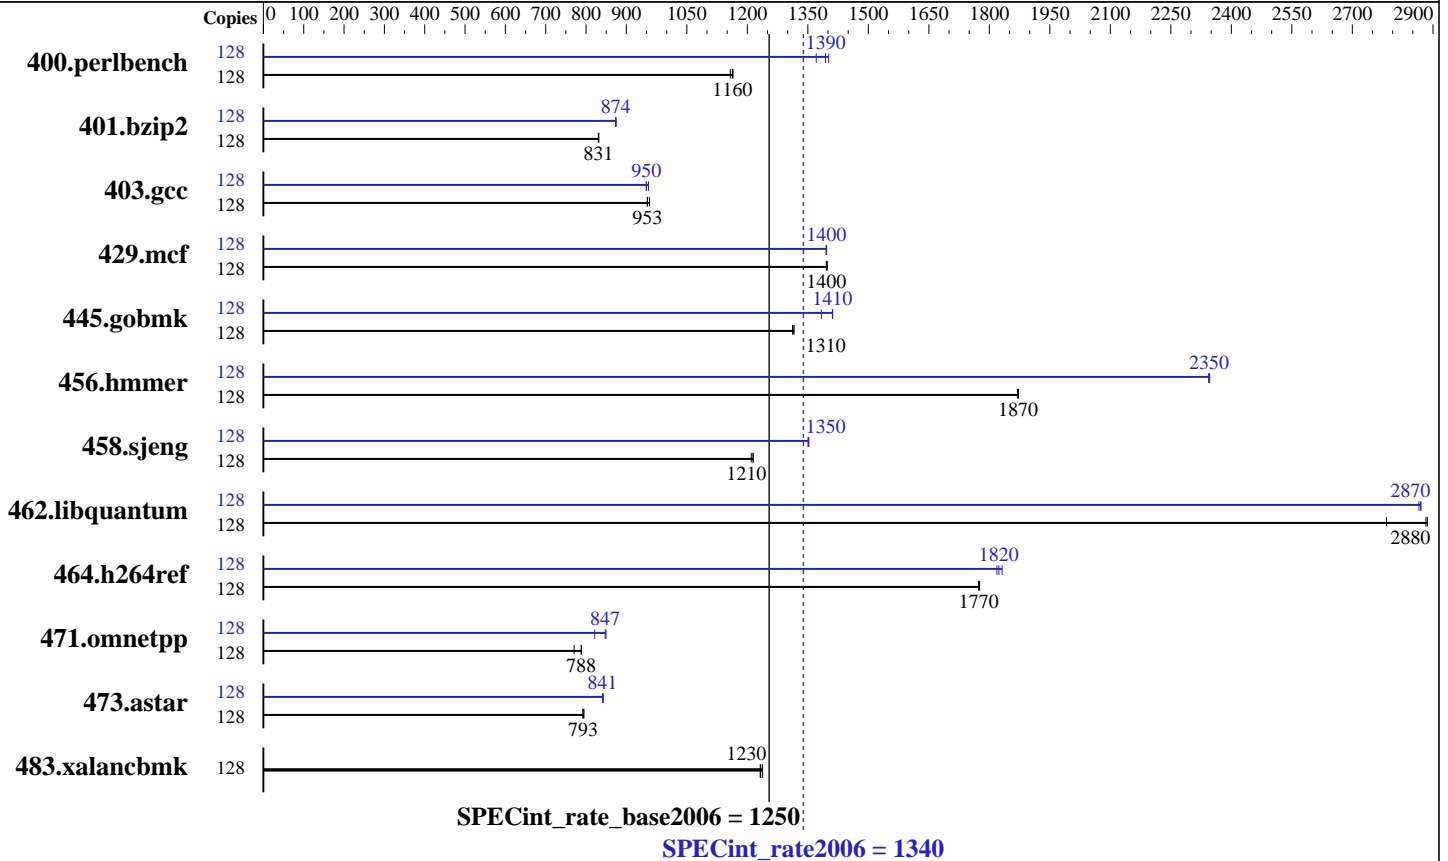 Copies 0 100 200 300 400 500 600 700 800 900 1050 1200 1350 1500 1650 1800 1950 2100 2250 2400 2550 2700 2900
400.perlbench 128 1390
128 1160
401.bzip2 128 874
128 831
403.gcc 128 950
128 953
429.mcf 128 1400
128 1400
445.gobmk 128 1410
128 1310
456.hmmer 128 2350
128 1870
458.sjeng 128 1350
128 1210
462.libquantum 128 2870
128 2880
464.h264ref 128 1820
128 1770
471.omnetpp 128 847
128 788
473.astar 128 841
128 793
483.xalancbmk 128 1230
SPECint_rate_base2006 = 1250
SPECint_rate2006 = 1340